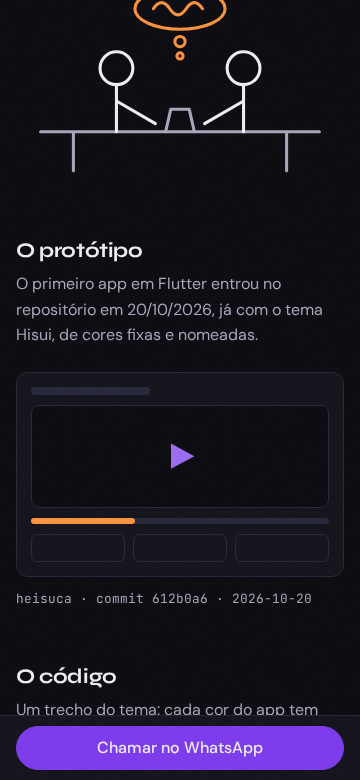 O protótipo
O primeiro app em Flutter entrou no
repositório em 20/10/2026, já com o tema
Hisui, de cores fixas e nomeadas.
heisuca · commit 612b0a6 · 2026-10-20
O código
Um trecho do tema: cada cor do app tem
Chamar no WhatsApp